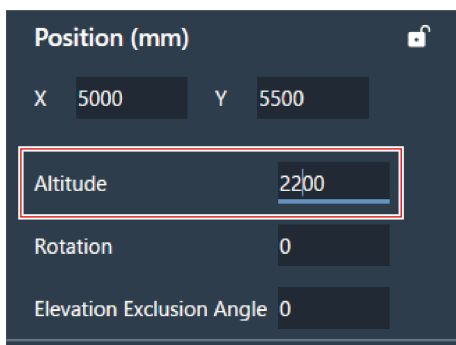 Position (mm)
X 5000 Y 5500
Altitude 2200
Rotation 0
Elevation Exclusion Angle 0